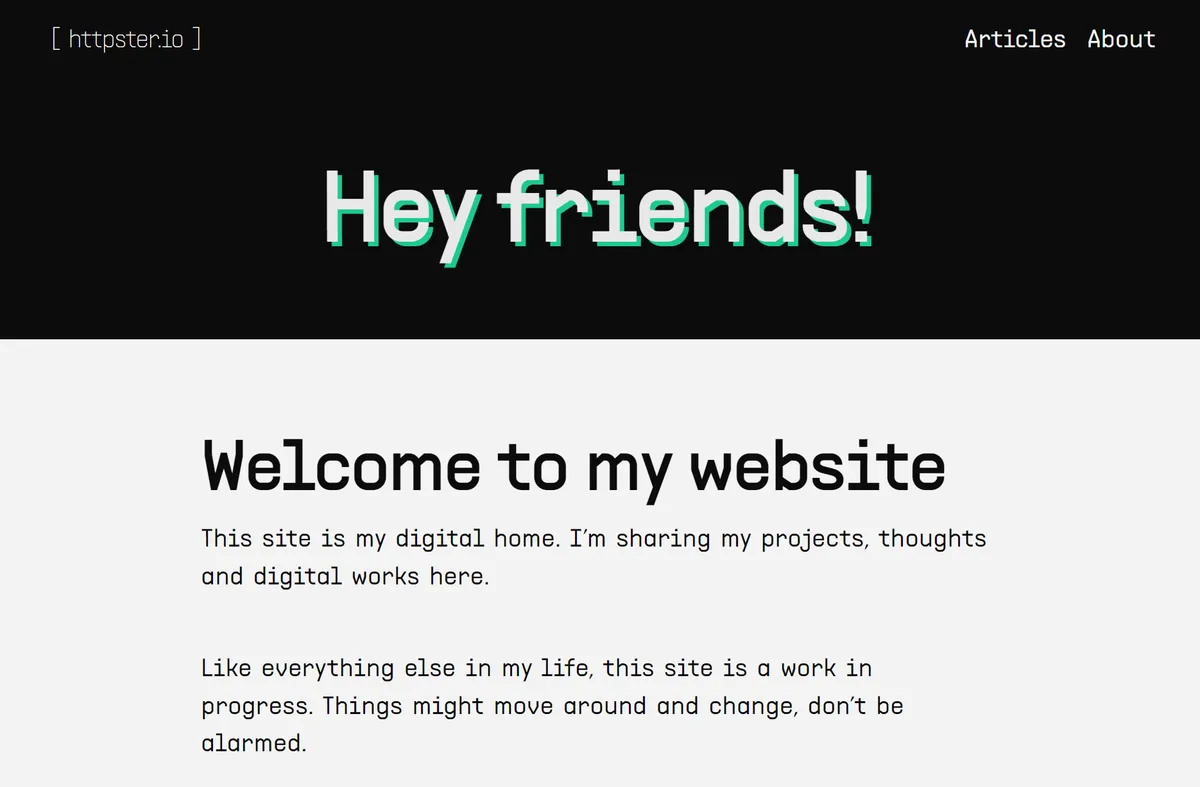 [ httpster.io ]
Articles About
Hey friends!
Welcome to my website
This site is my digital home. I’m sharing my projects, thoughts
and digital works here.
Like everything else in my life, this site is a work in
progress. Things might move around and change, don’t be
alarmed.